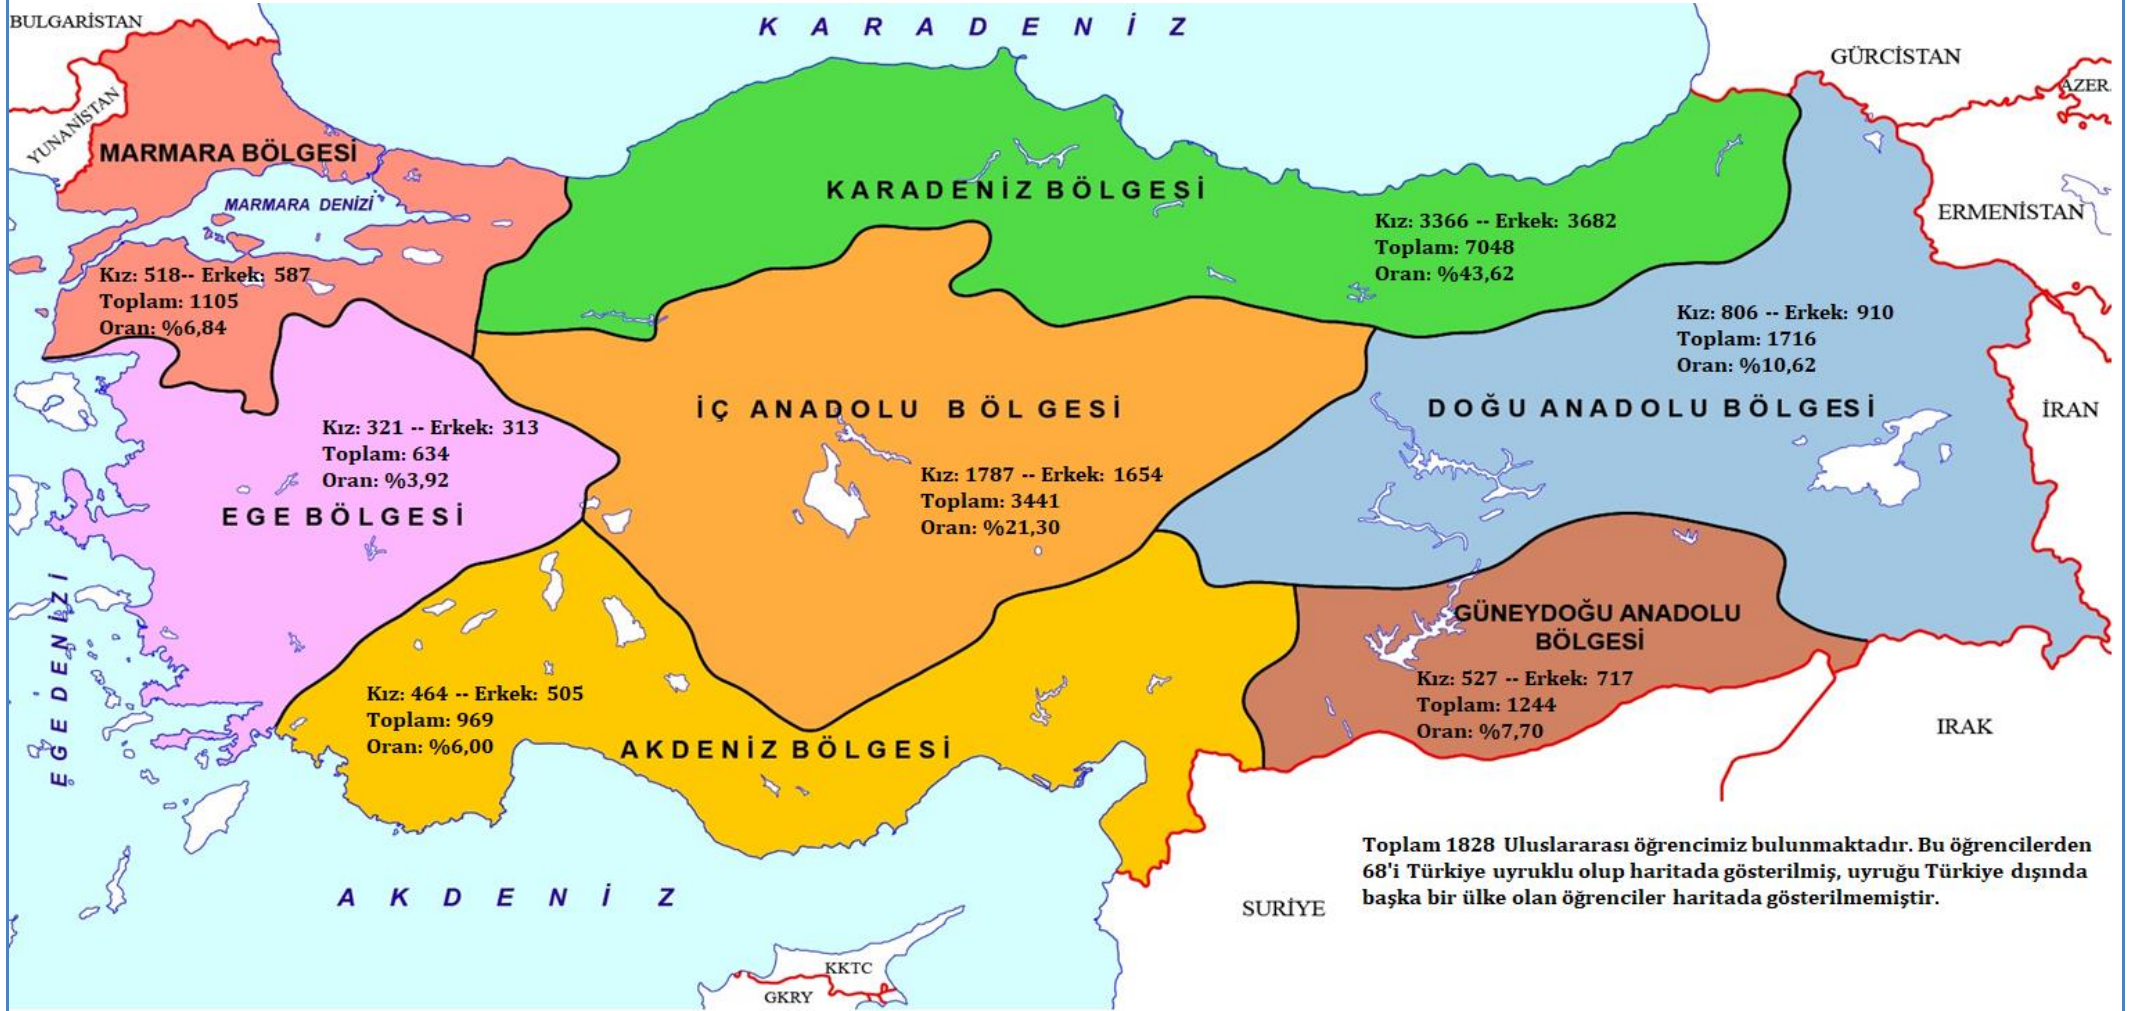 BULGARİSTAN
KARADENİZ
GÜRCİSTAN
AZER.
YUNANİSTAN
MARMARA BÖLGESİ
MARMARA DENİZİ
KARADENİZ BÖLGESİ
ERMENİSTAN
Kız: 3366 -- Erkek: 3682
Toplam: 7048
Oran: %43,62
Kız: 518-- Erkek: 587
Toplam: 1105
Oran: %6,84
Kız: 806 -- Erkek: 910
Toplam: 1716
Oran: %10,62
İÇ ANADOLU BÖLGESİ
DOĞU ANADOLU BÖLGESİ
İRAN
Kız: 321 -- Erkek: 313
Toplam: 634
Oran: %3,92
EGE BÖLGESİ
Kız: 1787 -- Erkek: 1654
Toplam: 3441
Oran: %21,30
EGE DENİZİ
GÜNEYDOĞU ANADOLU
BÖLGESİ
Kız: 527 -- Erkek: 717
Toplam: 1244
Oran: %7,70
Kız: 464 -- Erkek: 505
Toplam: 969
Oran: %6,00
AKDENİZ BÖLGESİ
IRAK
Toplam 1828 Uluslararası öğrencimiz bulunmaktadır. Bu öğrencilerden
68'i Türkiye uyruklu olup haritada gösterilmiş, uyruğu Türkiye dışında
başka bir ülke olan öğrenciler haritada gösterilmemiştir.
AKDENİZ
SURİYE
KKTC
GKRY